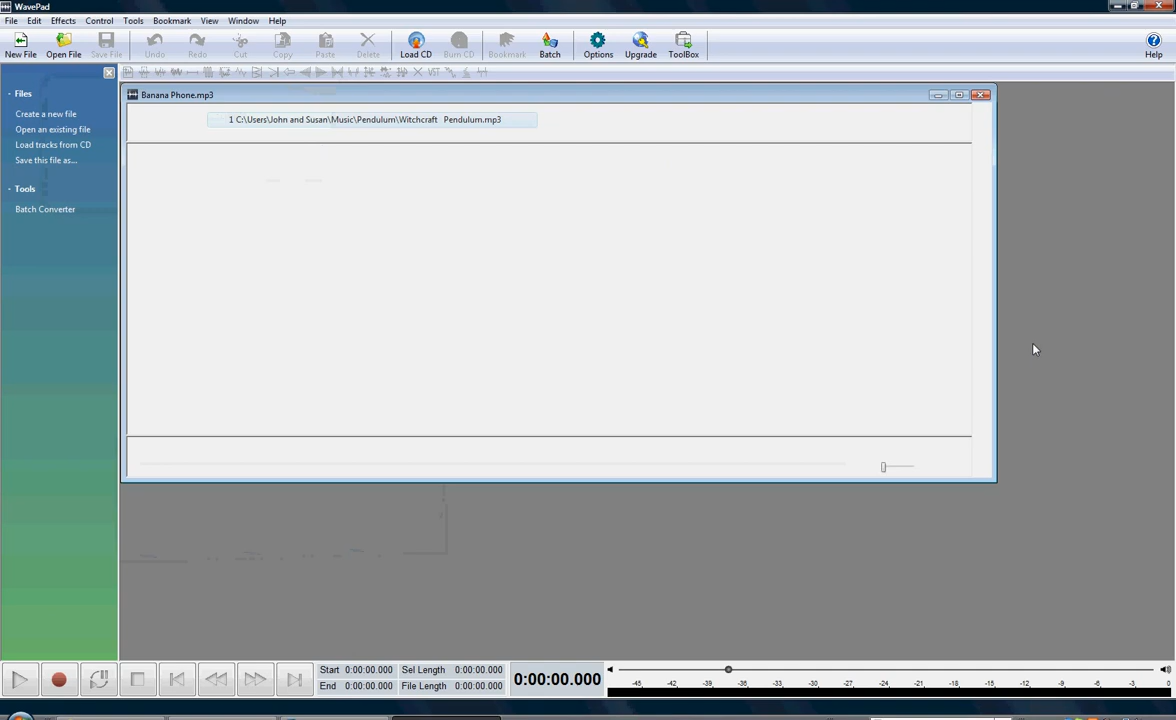 WavePad
File Edit Effects Control Tools Bookmark View Window Help
New File Open File Save File Undo Redo Cut Copy Paste Delete Load CD Burn CD Bookmark Batch Options Upgrade ToolBox Help
VST
Files
Create a new file
Open an existing file
Load tracks from CD
Save this file as...
Tools
Batch Converter
Banana Phone.mp3
1 C:\Users\John and Susan\Music\Pendulum\Witchcraft Pendulum.mp3
Start 0:00:00.000 Sel Length 0:00:00.000
End 0:00:00.000 File Length 0:00:00.000
0:00:00.000
-45 -42 -39 -36 -33 -30 -27 -24 -21 -18 -15 -12 -9 -6 -3 0